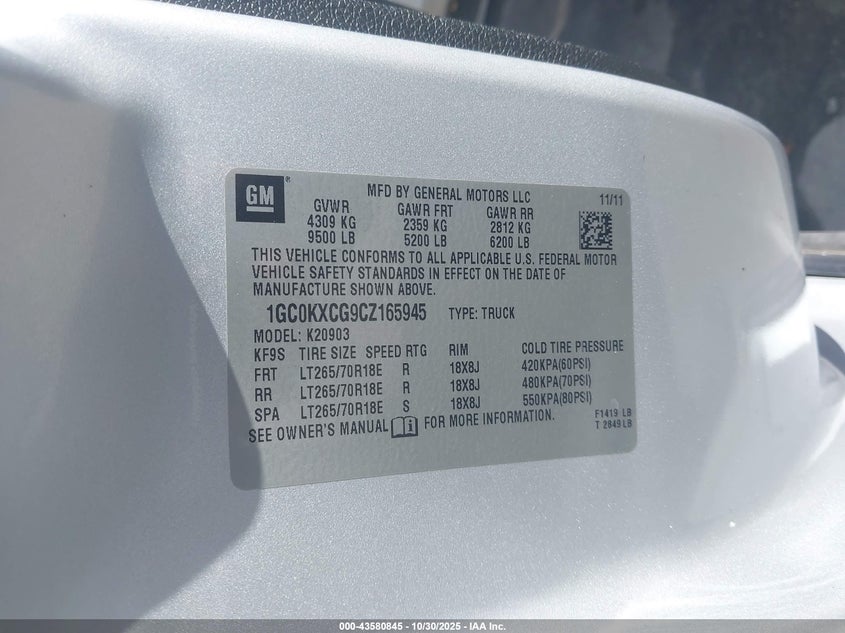 GM®
MFD BY GENERAL MOTORS LLC 11/11
GVWR GAWR FRT GAWR RR
4309 KG 2359 KG 2812 KG
9500 LB 5200 LB 6200 LB
THIS VEHICLE CONFORMS TO ALL APPLICABLE U.S. FEDERAL MOTOR
VEHICLE SAFETY STANDARDS IN EFFECT ON THE DATE OF
MANUFACTURE SHOWN ABOVE.
1GC0KXCG9CZ165945 TYPE: TRUCK
MODEL: K20903
KF9S TIRE SIZE SPEED RTG RIM COLD TIRE PRESSURE
FRT LT265/70R18E R 18X8J 420KPA(60PSI)
RR LT265/70R18E R 18X8J 480KPA(70PSI)
SPA LT265/70R18E S 18X8J 550KPA(80PSI)
SEE OWNER'S MANUAL i FOR MORE INFORMATION.
F1419 LB
T 2849 LB
000-43580845 - 10/30/2025 - IAA Inc.